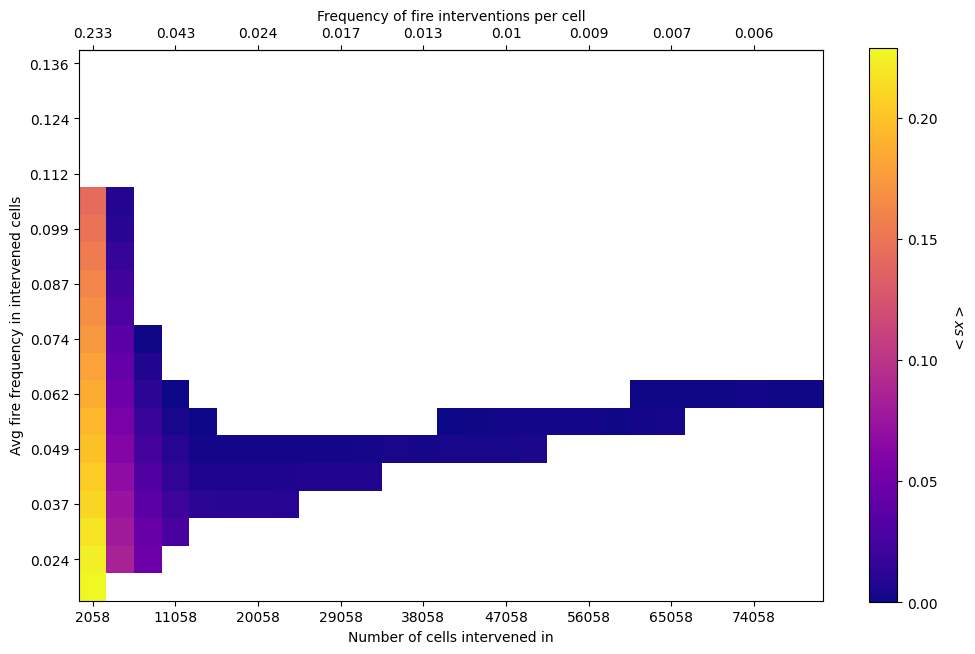 Frequency of fire interventions per cell
0.233 0.043 0.024 0.017 0.013 0.01 0.009 0.007 0.006
0.136
0.124
0.112
0.099
0.087
0.074
0.062
0.049
0.037
0.024
Avg fire frequency in intervened cells
2058 11058 20058 29058 38058 47058 56058 65058 74058
Number of cells intervened in
0.20
0.15
0.10
0.05
0.00
< sx >